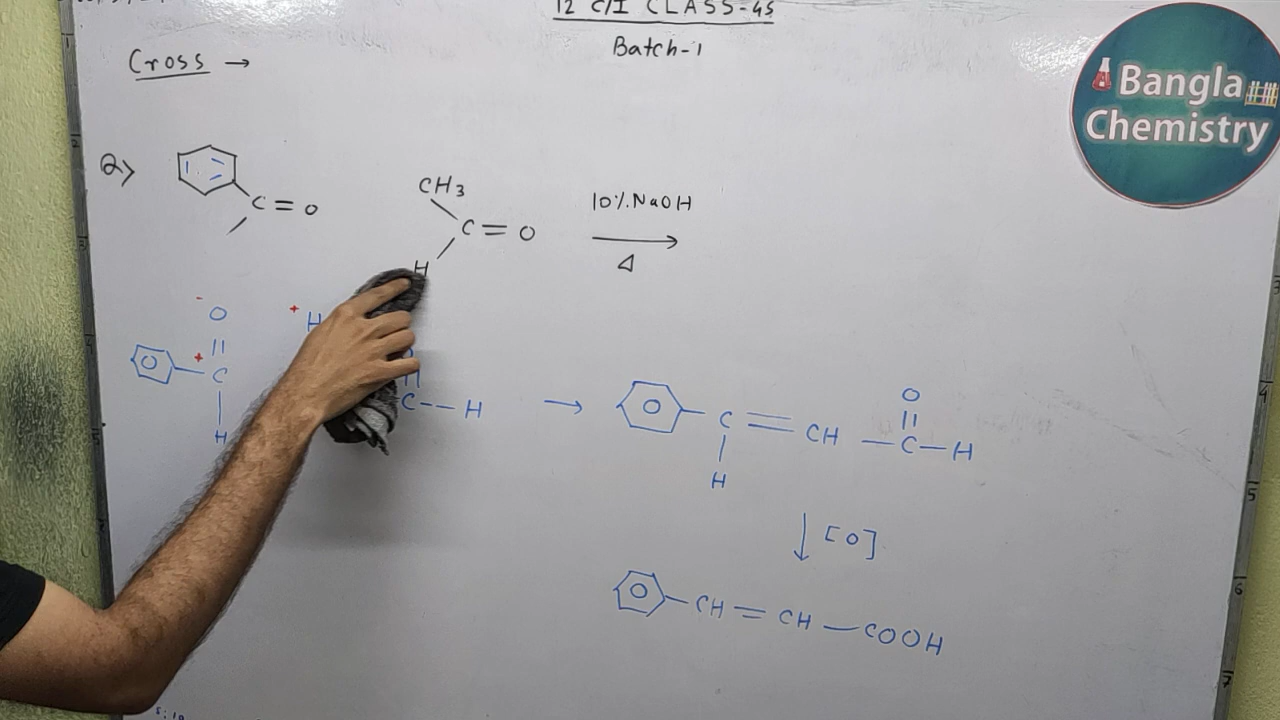 12 C/I CLASS-45
Batch-1
Bangla
Chemistry
Cross →
Q>
C = O
CH3
C = O
H
10% NaOH
→
Δ
- O
+ H
+ C
H
C -- H
→
C = CH — C — H
O
H
↓ [O]
CH = CH — COOH